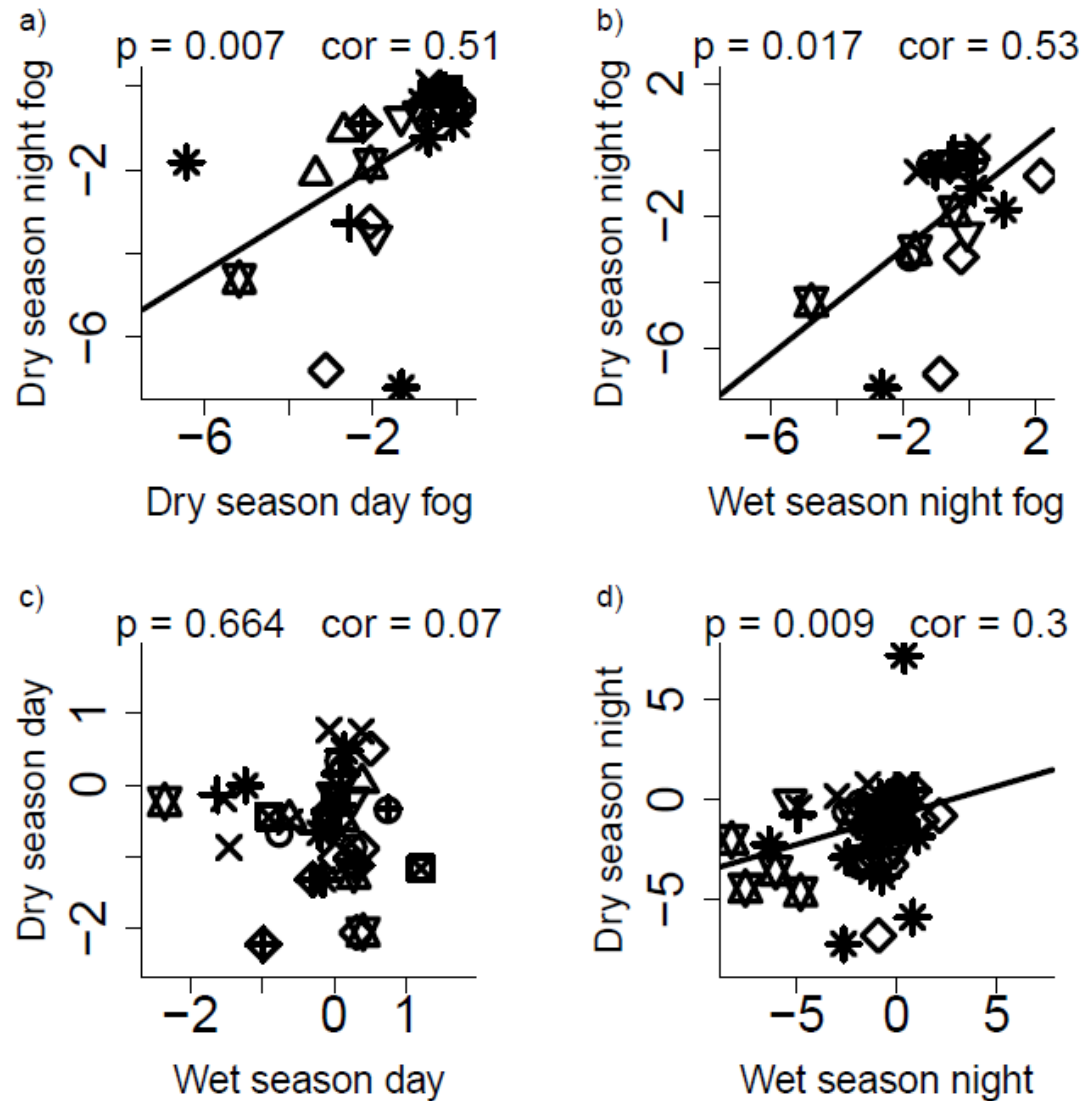 a)
p = 0.007 cor = 0.51
Dry season night fog
−2
−6
−6 −2
Dry season day fog
b)
p = 0.017 cor = 0.53
Dry season night fog
2
−2
−6
−6 −2 2
Wet season night fog
c)
p = 0.664 cor = 0.07
Dry season day
1
0
−2
−2 0 1
Wet season day
d)
p = 0.009 cor = 0.3
Dry season night
5
0
−5
−5 0 5
Wet season night